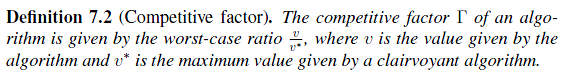 Definition 7.2 (Competitive factor). The competitive factor Γ of an algo-
rithm is given by the worst-case ratio v/v*, where v is the value given by the
algorithm and v* is the maximum value given by a clairvoyant algorithm.